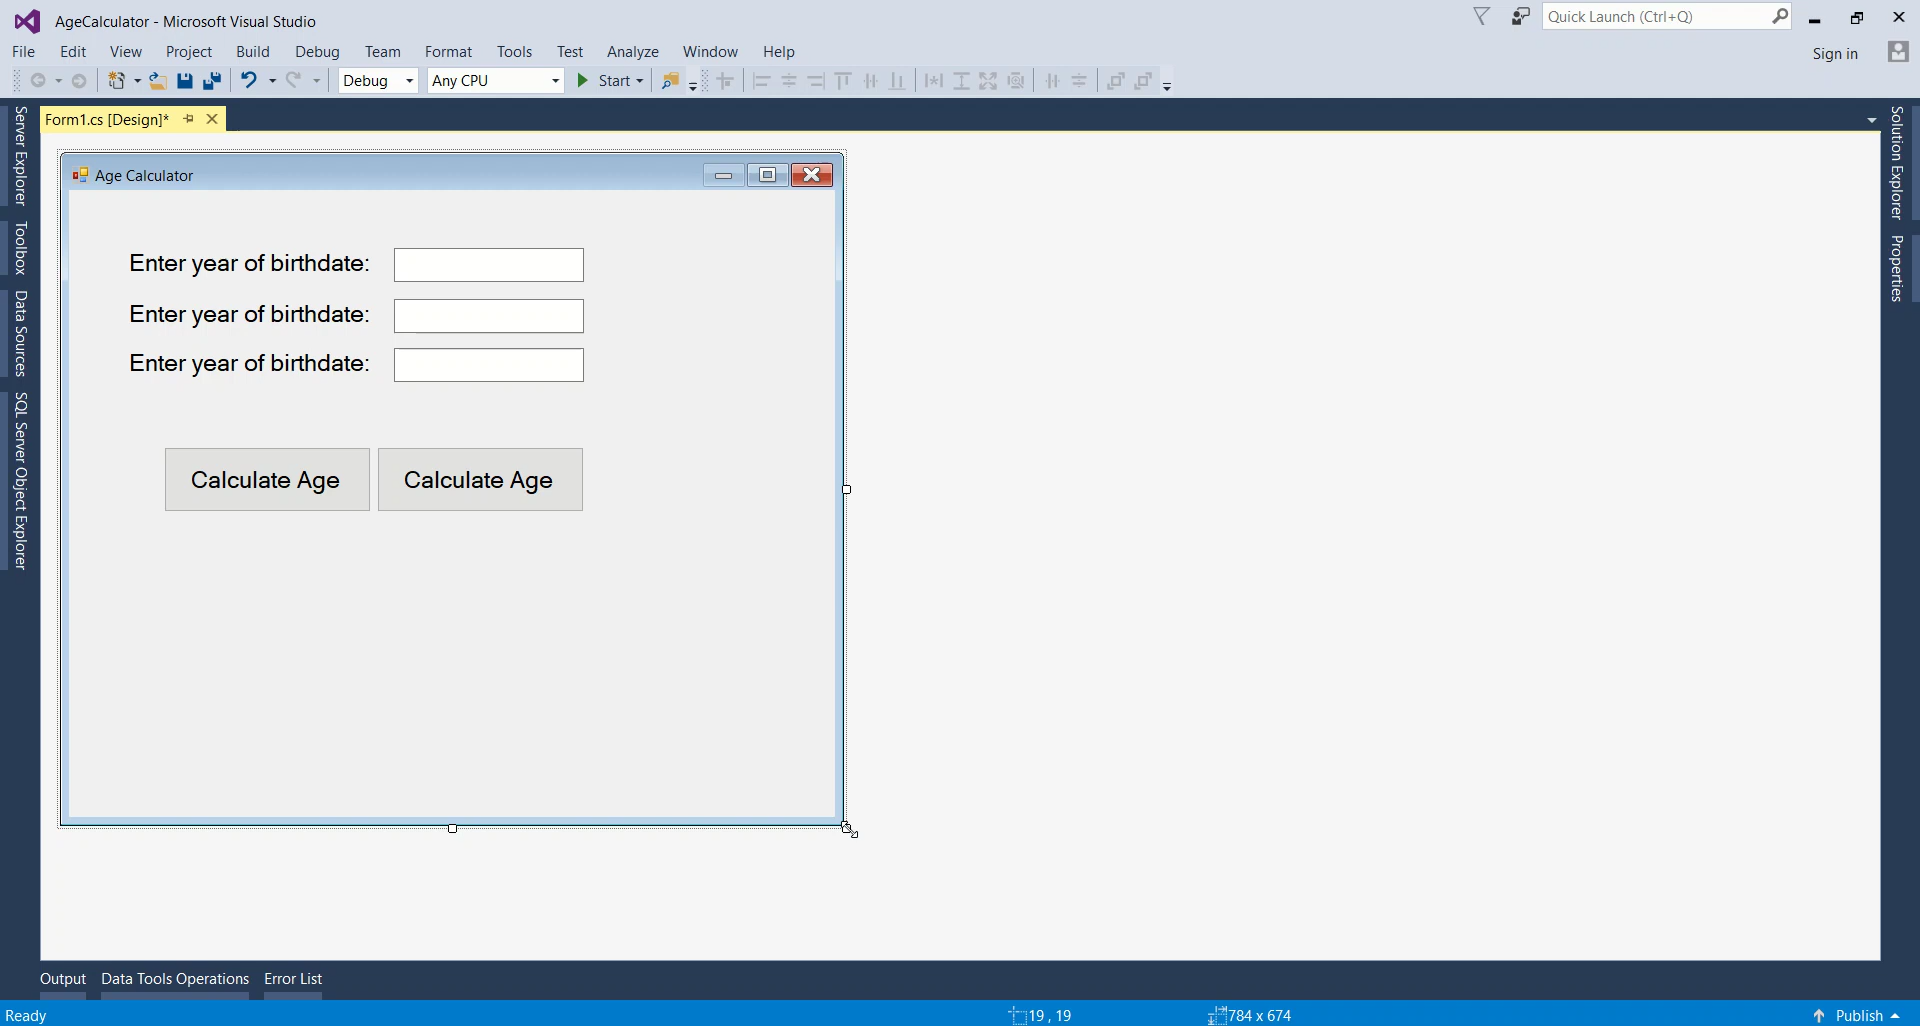 AgeCalculator - Microsoft Visual Studio
Quick Launch (Ctrl+Q)
File Edit View Project Build Debug Team Format Tools Test Analyze Window Help
Sign in
Debug Any CPU Start
Form1.cs [Design]*
Server Explorer
Toolbox
Data Sources
SQL Server Object Explorer
Age Calculator
Enter year of birthdate:
Enter year of birthdate:
Enter year of birthdate:
Calculate Age Calculate Age
Solution Explorer
Properties
Output Data Tools Operations Error List
Ready 19 , 19 784 x 674 Publish